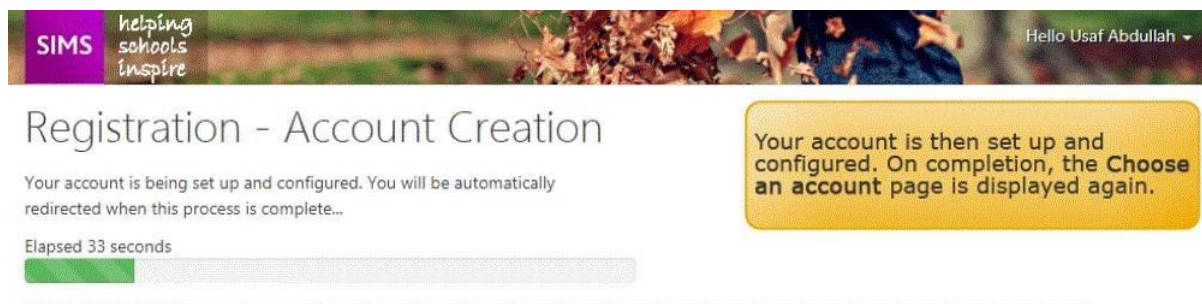 SIMS
helping
schools
inspire
Hello Usaf Abdullah
Registration - Account Creation
Your account is being set up and configured. You will be automatically
redirected when this process is complete...
Elapsed 33 seconds
Your account is then set up and
configured. On completion, the Choose
an account page is displayed again.